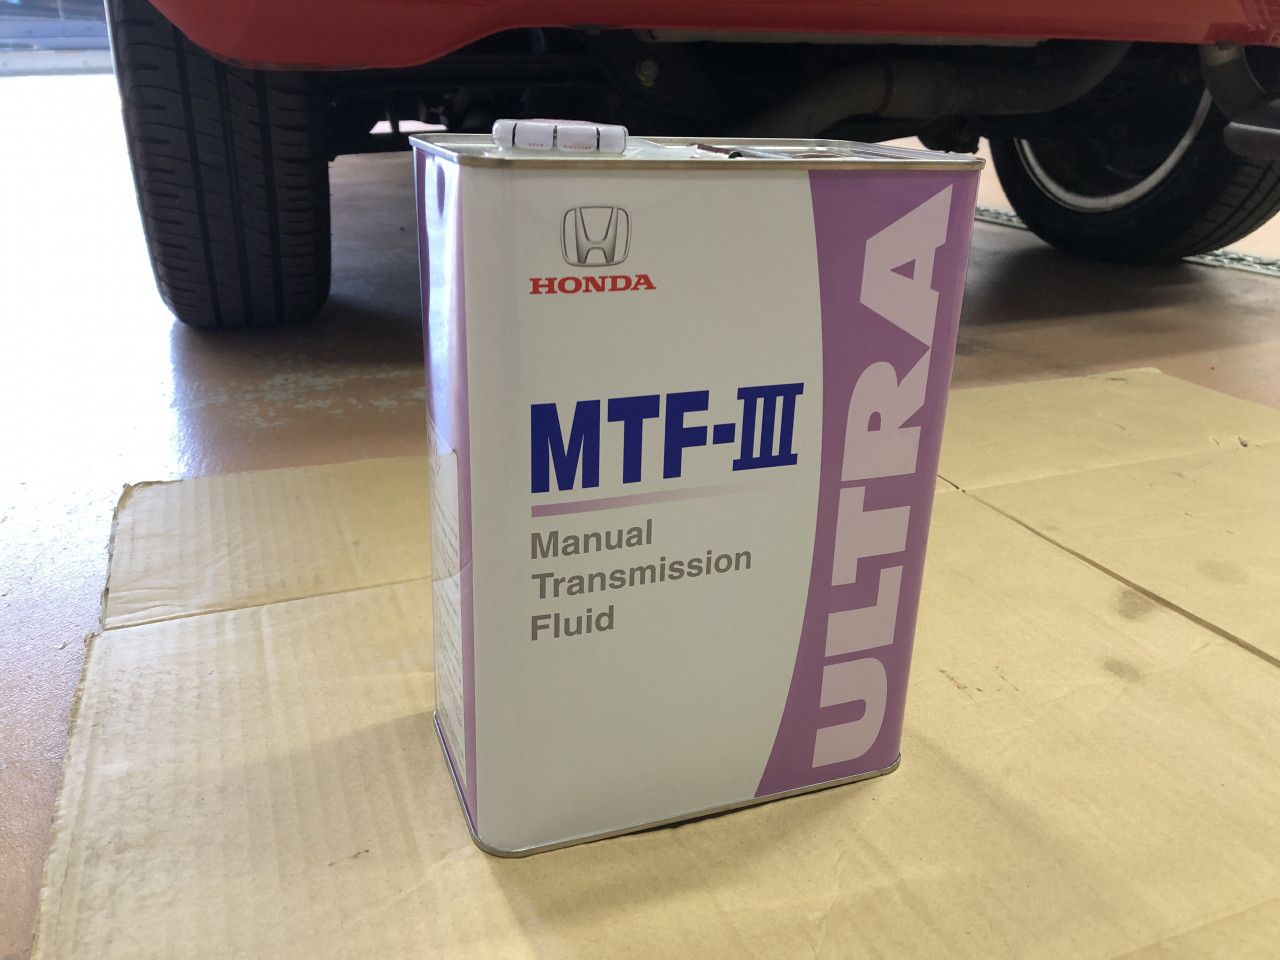 HONDA
MTF-III
Manual
Transmission
Fluid
ULTRA